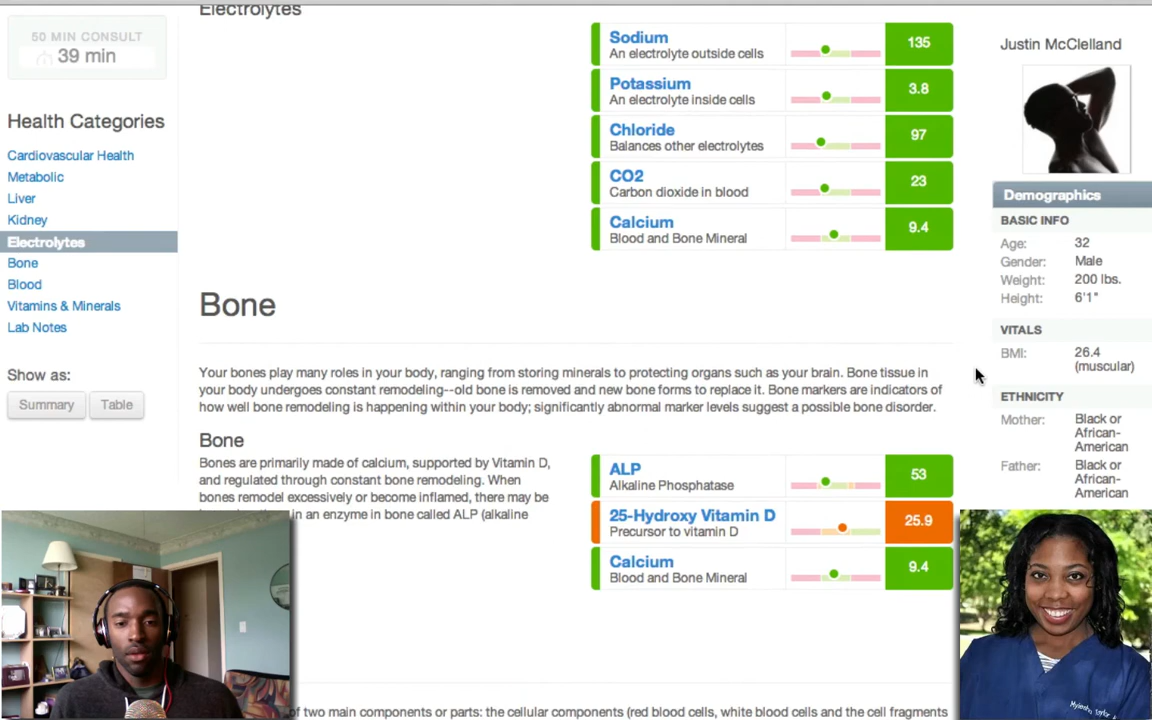 Electrolytes
50 MIN CONSULT
39 min
Health Categories
Cardiovascular Health
Metabolic
Liver
Kidney
Electrolytes
Bone
Blood
Vitamins & Minerals
Lab Notes
Show as:
Summary Table
Sodium
An electrolyte outside cells
135
Potassium
An electrolyte inside cells
3.8
Chloride
Balances other electrolytes
97
CO2
Carbon dioxide in blood
23
Calcium
Blood and Bone Mineral
9.4
Bone
Your bones play many roles in your body, ranging from storing minerals to protecting organs such as your brain. Bone tissue in
your body undergoes constant remodeling--old bone is removed and new bone forms to replace it. Bone markers are indicators of
how well bone remodeling is happening within your body; significantly abnormal marker levels suggest a possible bone disorder.
Bone
Bones are primarily made of calcium, supported by Vitamin D,
and regulated through constant bone remodeling. When
bones remodel excessively or become inflamed, there may be
in an enzyme in bone called ALP (alkaline
ALP
Alkaline Phosphatase
53
25-Hydroxy Vitamin D
Precursor to vitamin D
25.9
Calcium
Blood and Bone Mineral
9.4
of two main components or parts: the cellular components (red blood cells, white blood cells and the cell fragments
Justin McClelland
Demographics
BASIC INFO
Age: 32
Gender: Male
Weight: 200 lbs.
Height: 6'1"
VITALS
BMI: 26.4
(muscular)
ETHNICITY
Mother: Black or
African-
American
Father: Black or
African-
American